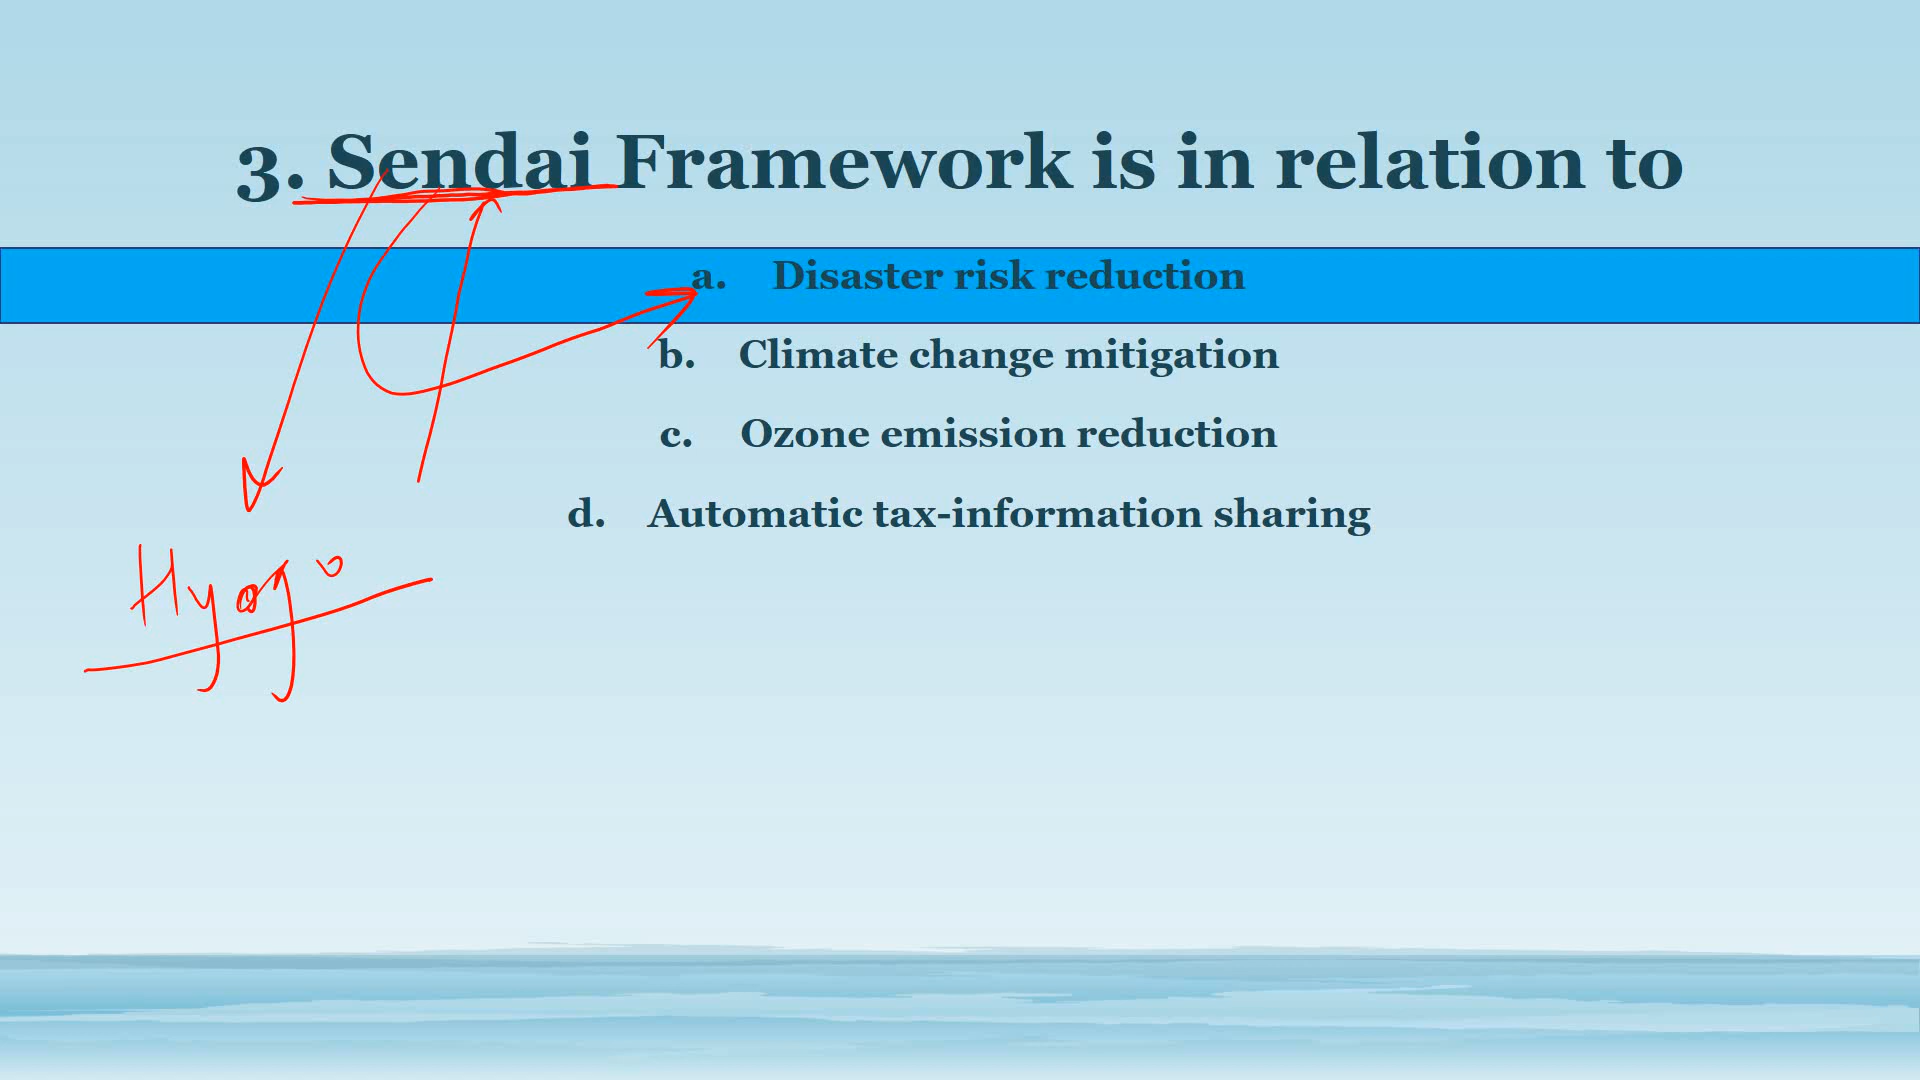 3. Sendai Framework is in relation to
a. Disaster risk reduction
b. Climate change mitigation
c. Ozone emission reduction
d. Automatic tax-information sharing
Hyogo